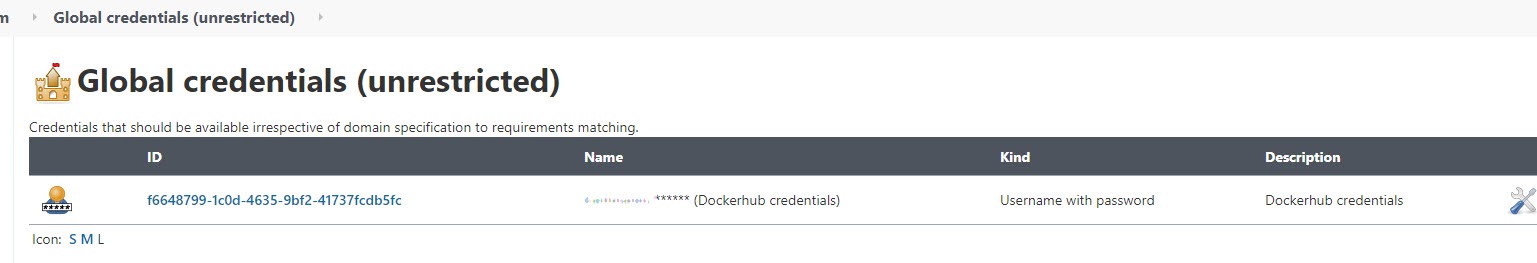 m Global credentials (unrestricted)
Global credentials (unrestricted)
Credentials that should be available irrespective of domain specification to requirements matching.
ID Name Kind Description
***** f6648799-1c0d-4635-9bf2-41737fcdb5fc ****** (Dockerhub credentials) Username with password Dockerhub credentials
Icon: S M L